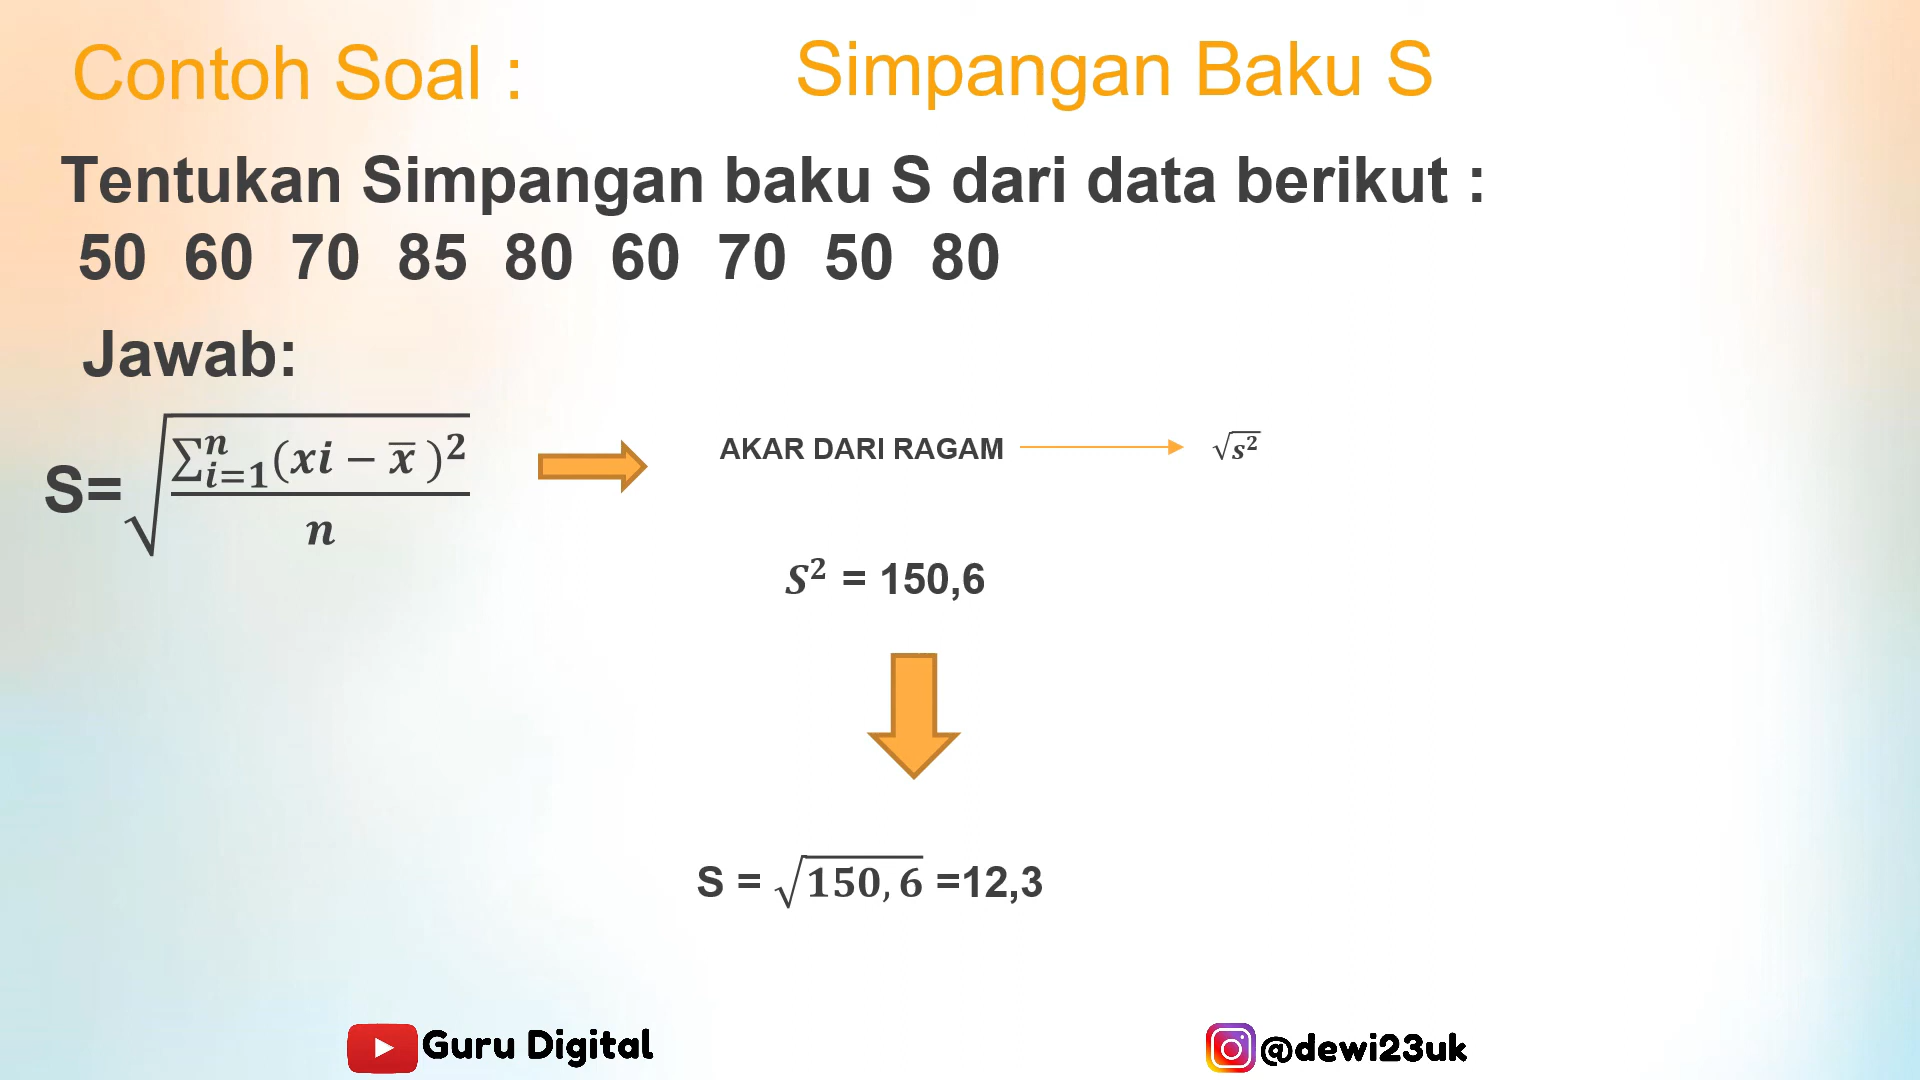 Contoh Soal :
Simpangan Baku S
Tentukan Simpangan baku S dari data berikut :
50 60 70 85 80 60 70 50 80
Jawab:
S=√(∑ⁿᵢ₌₁(xi − x̅ )²/n)
AKAR DARI RAGAM
√s²
S² = 150,6
S = √150,6 =12,3
Guru Digital
@dewi23uk